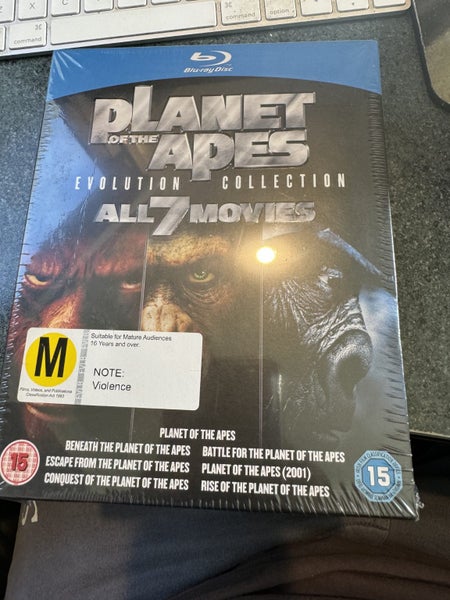 command
option
control
option
command
Blu-ray Disc
PLANET
OF THE
APES
EVOLUTION COLLECTION
ALL 7 MOVIES
M
Suitable for Mature Audiences
16 Years and over.
NOTE:
Violence
Films, Videos, and Publications
Classification Act 1993
PLANET OF THE APES
BENEATH THE PLANET OF THE APES BATTLE FOR THE PLANET OF THE APES
ESCAPE FROM THE PLANET OF THE APES PLANET OF THE APES (2001)
CONQUEST OF THE PLANET OF THE APES RISE OF THE PLANET OF THE APES
15
15